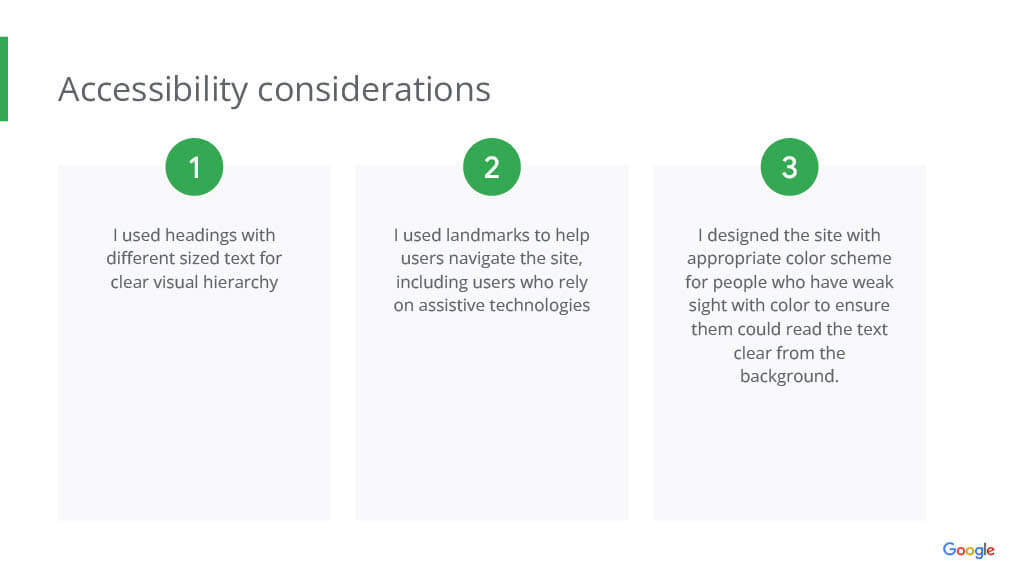 Accessibility considerations
1
I used headings with
different sized text for
clear visual hierarchy
2
I used landmarks to help
users navigate the site,
including users who rely
on assistive technologies
3
I designed the site with
appropriate color scheme
for people who have weak
sight with color to ensure
them could read the text
clear from the
background.
Google